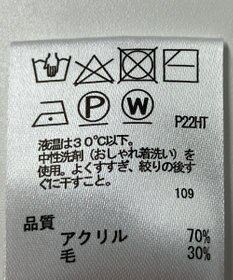 P W P22HT
液温は30℃以下。
中性洗剤（おしゃれ着洗い）を
使用。よくすすぎ、絞りの後す
ぐに干すこと。
109
品質
アクリル 70%
毛 30%